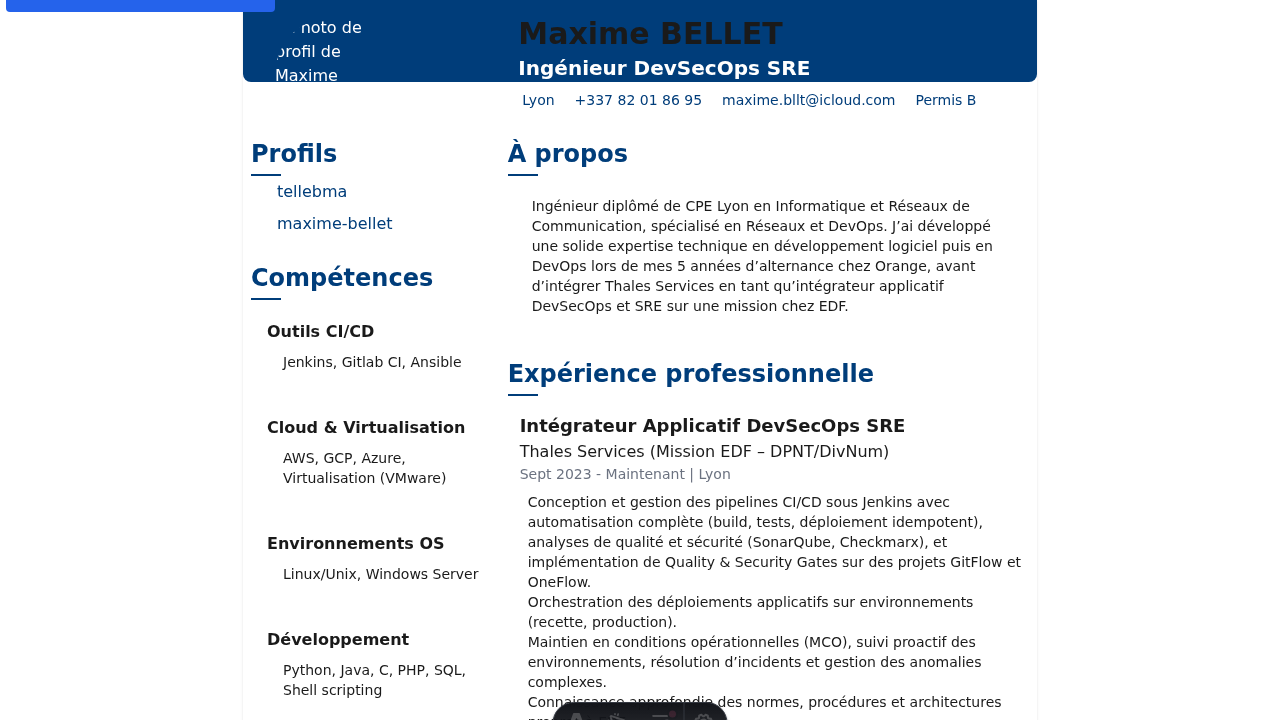 profil de
Maxime
Maxime BELLET
Ingénieur DevSecOps SRE
Lyon +337 82 01 86 95 maxime.bllt@icloud.com Permis B
Profils
tellebma
maxime-bellet
Compétences
Outils CI/CD
Jenkins, Gitlab CI, Ansible
Cloud & Virtualisation
AWS, GCP, Azure,
Virtualisation (VMware)
Environnements OS
Linux/Unix, Windows Server
Développement
Python, Java, C, PHP, SQL,
Shell scripting
À propos
Ingénieur diplômé de CPE Lyon en Informatique et Réseaux de
Communication, spécialisé en Réseaux et DevOps. J’ai développé
une solide expertise technique en développement logiciel puis en
DevOps lors de mes 5 années d’alternance chez Orange, avant
d’intégrer Thales Services en tant qu’intégrateur applicatif
DevSecOps et SRE sur une mission chez EDF.
Expérience professionnelle
Intégrateur Applicatif DevSecOps SRE
Thales Services (Mission EDF – DPNT/DivNum)
Sept 2023 - Maintenant | Lyon
Conception et gestion des pipelines CI/CD sous Jenkins avec
automatisation complète (build, tests, déploiement idempotent),
analyses de qualité et sécurité (SonarQube, Checkmarx), et
implémentation de Quality & Security Gates sur des projets GitFlow et
OneFlow.
Orchestration des déploiements applicatifs sur environnements
(recette, production).
Maintien en conditions opérationnelles (MCO), suivi proactif des
environnements, résolution d’incidents et gestion des anomalies
complexes.
Connaissance approfondie des normes, procédures et architectures